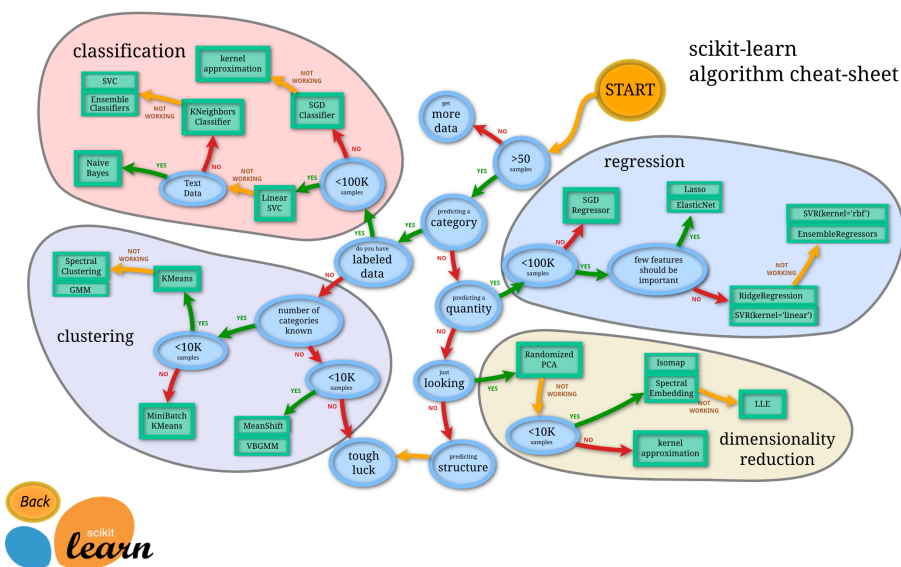 scikit-learn
algorithm cheat-sheet
START
classification
kernel
approximation
NOT
WORKING
SVC
Ensemble
Classifiers
NOT
WORKING
KNeighbors
Classifier
SGD
Classifier
NO
Naive
Bayes
YES
Text
Data
NO
NOT
WORKING
Linear
SVC
YES
<100K
samples
YES
get
more
data
NO
>50
samples
YES
predicting a
category
YES
NO
do you have
labeled
data
NO
regression
SGD
Regressor
NO
<100K
samples
YES
YES
Lasso
ElasticNet
YES
few features
should be
important
NO
RidgeRegression
SVR(kernel='linear')
NOT
WORKING
SVR(kernel='rbf')
EnsembleRegressors
predicting a
quantity
NO
clustering
Spectral
Clustering
GMM
NOT
WORKING
KMeans
YES
<10K
samples
YES
number of
categories
known
NO
NO
MiniBatch
KMeans
<10K
samples
YES
MeanShift
VBGMM
NO
just
looking
YES
NO
Randomized
PCA
NOT
WORKING
<10K
samples
YES
Isomap
Spectral
Embedding
NOT
WORKING
LLE
NO
kernel
approximation
dimensionality
reduction
tough
luck
predicting
structure
Back
scikit
learn